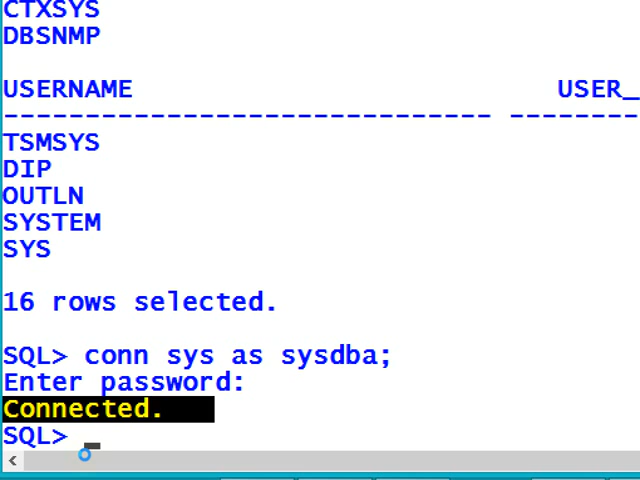 CTXSYS
DBSNMP
USERNAME USER_
------------------------------ --------
TSMSYS
DIP
OUTLN
SYSTEM
SYS
16 rows selected.
SQL> conn sys as sysdba;
Enter password:
Connected.
SQL>